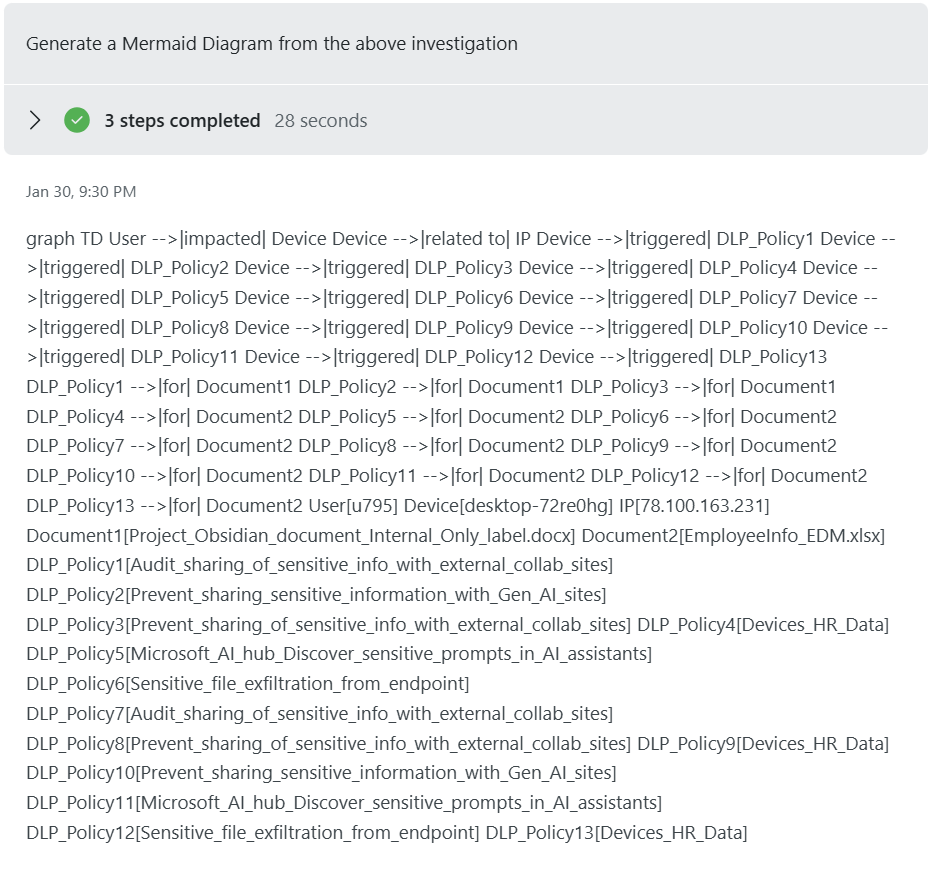 Generate a Mermaid Diagram from the above investigation
3 steps completed 28 seconds
Jan 30, 9:30 PM
graph TD User -->|impacted| Device Device -->|related to| IP Device -->|triggered| DLP_Policy1 Device --
>|triggered| DLP_Policy2 Device -->|triggered| DLP_Policy3 Device -->|triggered| DLP_Policy4 Device --
>|triggered| DLP_Policy5 Device -->|triggered| DLP_Policy6 Device -->|triggered| DLP_Policy7 Device --
>|triggered| DLP_Policy8 Device -->|triggered| DLP_Policy9 Device -->|triggered| DLP_Policy10 Device --
>|triggered| DLP_Policy11 Device -->|triggered| DLP_Policy12 Device -->|triggered| DLP_Policy13
DLP_Policy1 -->|for| Document1 DLP_Policy2 -->|for| Document1 DLP_Policy3 -->|for| Document1
DLP_Policy4 -->|for| Document2 DLP_Policy5 -->|for| Document2 DLP_Policy6 -->|for| Document2
DLP_Policy7 -->|for| Document2 DLP_Policy8 -->|for| Document2 DLP_Policy9 -->|for| Document2
DLP_Policy10 -->|for| Document2 DLP_Policy11 -->|for| Document2 DLP_Policy12 -->|for| Document2
DLP_Policy13 -->|for| Document2 User[u795] Device[desktop-72re0hg] IP[78.100.163.231]
Document1[Project_Obsidian_document_Internal_Only_label.docx] Document2[EmployeeInfo_EDM.xlsx]
DLP_Policy1[Audit_sharing_of_sensitive_info_with_external_collab_sites]
DLP_Policy2[Prevent_sharing_sensitive_information_with_Gen_AI_sites]
DLP_Policy3[Prevent_sharing_of_sensitive_info_with_external_collab_sites] DLP_Policy4[Devices_HR_Data]
DLP_Policy5[Microsoft_AI_hub_Discover_sensitive_prompts_in_AI_assistants]
DLP_Policy6[Sensitive_file_exfiltration_from_endpoint]
DLP_Policy7[Audit_sharing_of_sensitive_info_with_external_collab_sites]
DLP_Policy8[Prevent_sharing_of_sensitive_info_with_external_collab_sites] DLP_Policy9[Devices_HR_Data]
DLP_Policy10[Prevent_sharing_sensitive_information_with_Gen_AI_sites]
DLP_Policy11[Microsoft_AI_hub_Discover_sensitive_prompts_in_AI_assistants]
DLP_Policy12[Sensitive_file_exfiltration_from_endpoint] DLP_Policy13[Devices_HR_Data]